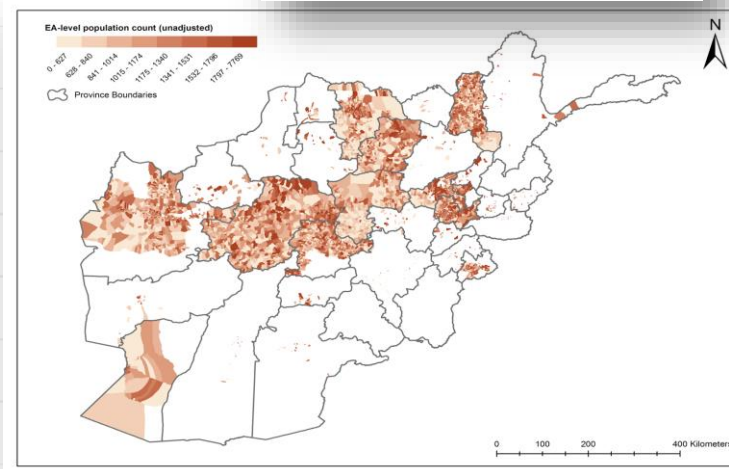 EA-level population count (unadjusted)
0 - 627
628 - 840
841 - 1014
1015 - 1174
1175 - 1340
1341 - 1531
1532 - 1796
1797 - 7769
Province Boundaries
N
0 100 200 400 Kilometers